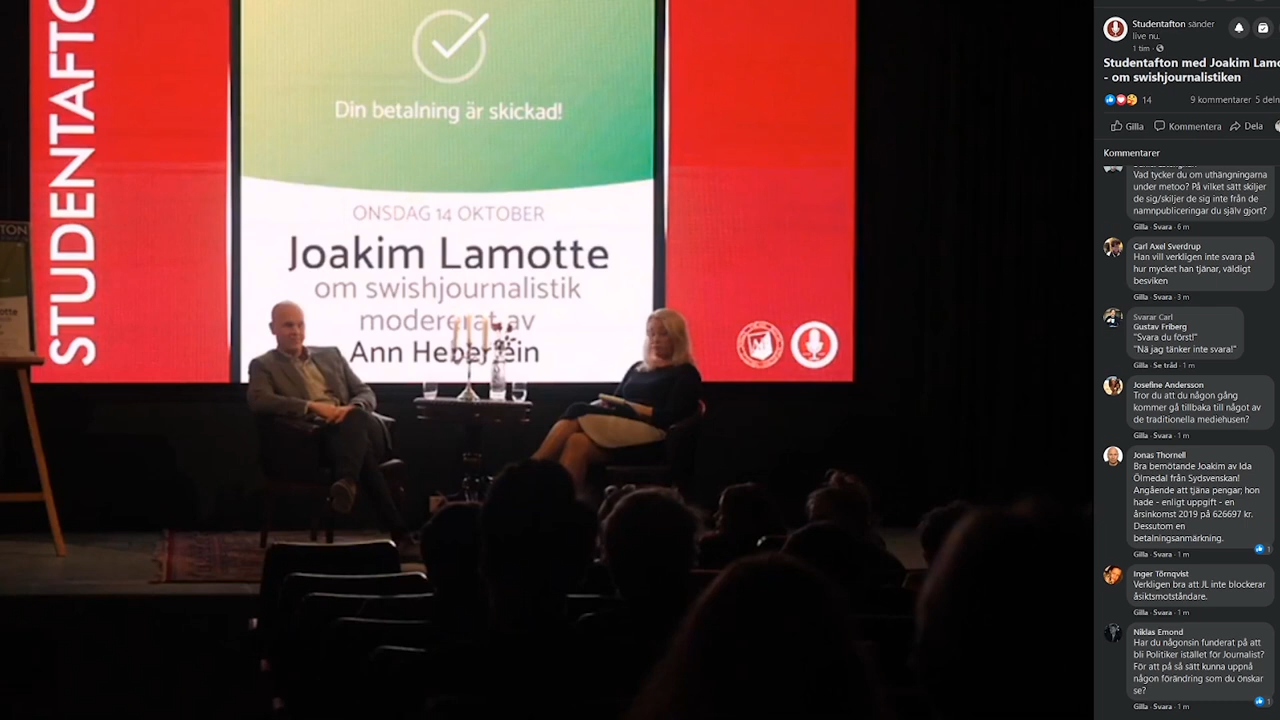 STUDENTAFTO
Din betalning är skickad!
ONSDAG 14 OKTOBER
Joakim Lamotte
om swishjournalistik
modererat av
Ann Heberlein
Studentafton sänder
live nu.
1 tim
Studentafton med Joakim Lamo
- om swishjournalistiken
14
9 kommentarer 5 deln
Gilla
Kommentera
Dela
Kommentarer
Vad tycker du om uthängningarna
under metoo? På vilket sätt skiljer
de sig/skiljer de sig inte från de
namnpubliceringar du själv gjort?
Gilla · Svara · 6 m
Carl Axel Sverdrup
Han vill verkligen inte svara på
hur mycket han tjänar, väldigt
besviken
Gilla · Svara · 3 m
Svarar Carl
Gustav Friberg
"Svara du först!"
"Nä jag tänker inte svara!"
Gilla · Se tråd · 1 m
Josefine Andersson
Tror du att du någon gång
kommer gå tillbaka till något av
de traditionella mediehusen?
Gilla · Svara · 1 m
Jonas Thornell
Bra bemötande Joakim av Ida
Ölmedal från Sydsvenskan!
Angående att tjäna pengar; hon
hade - enligt uppgift - en
årsinkomst 2019 på 626697 kr.
Dessutom en
betalningsanmärkning.
1
Gilla · Svara · 1 m
Inger Törnqvist
Verkligen bra att JL inte blockerar
åsiktsmotståndare.
Gilla · Svara · 1 m
Niklas Emond
Har du någonsin funderat på att
bli Politiker istället för Journalist?
För att på så sätt kunna uppnå
någon förändring som du önskar
se?
1
Gilla · Svara · 1 m